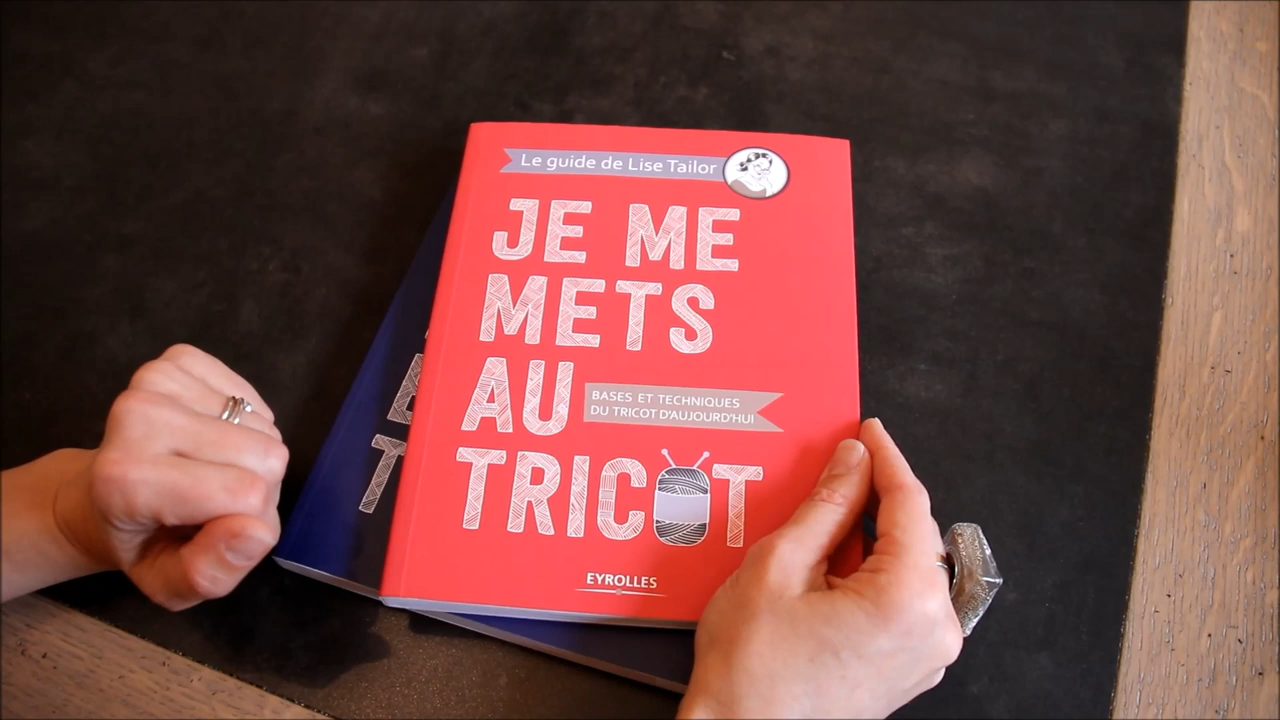 Le guide de Lise Tailor
JE ME
METS
AU
BASES ET TECHNIQUES
DU TRICOT D'AUJOURD'HUI
TRICOT
EYROLLES